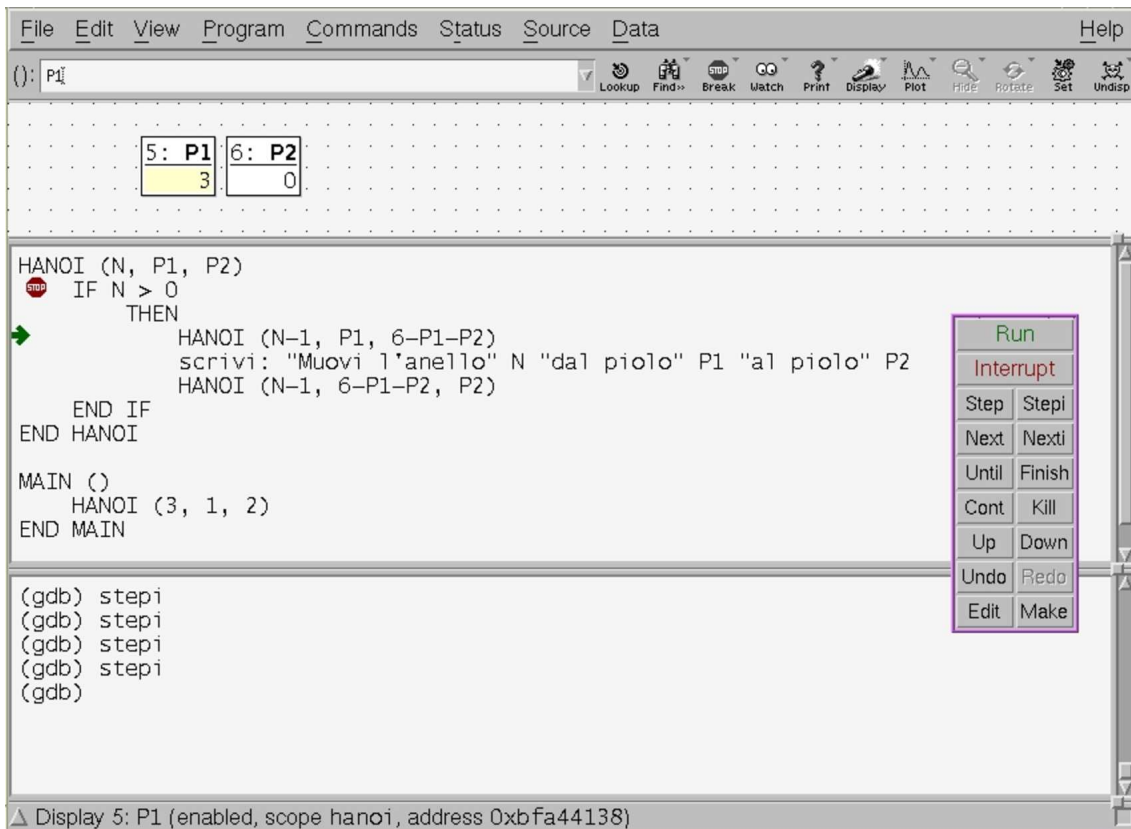 File Edit View Program Commands Status Source Data Help
(): P1
Lookup Find» Break Watch Print Display Plot Hide Rotate Set Undisp
5: P1 6: P2
3 0
HANOI (N, P1, P2)
STOP IF N > 0
THEN
HANOI (N-1, P1, 6-P1-P2)
scrivi: "Muovi l'anello" N "dal piolo" P1 "al piolo" P2
HANOI (N-1, 6-P1-P2, P2)
END IF
END HANOI
MAIN ()
HANOI (3, 1, 2)
END MAIN
Run
Interrupt
Step Stepi
Next Nexti
Until Finish
Cont Kill
Up Down
Undo Redo
Edit Make
(gdb) stepi
(gdb) stepi
(gdb) stepi
(gdb) stepi
(gdb)
Display 5: P1 (enabled, scope hanoi, address 0xbfa44138)